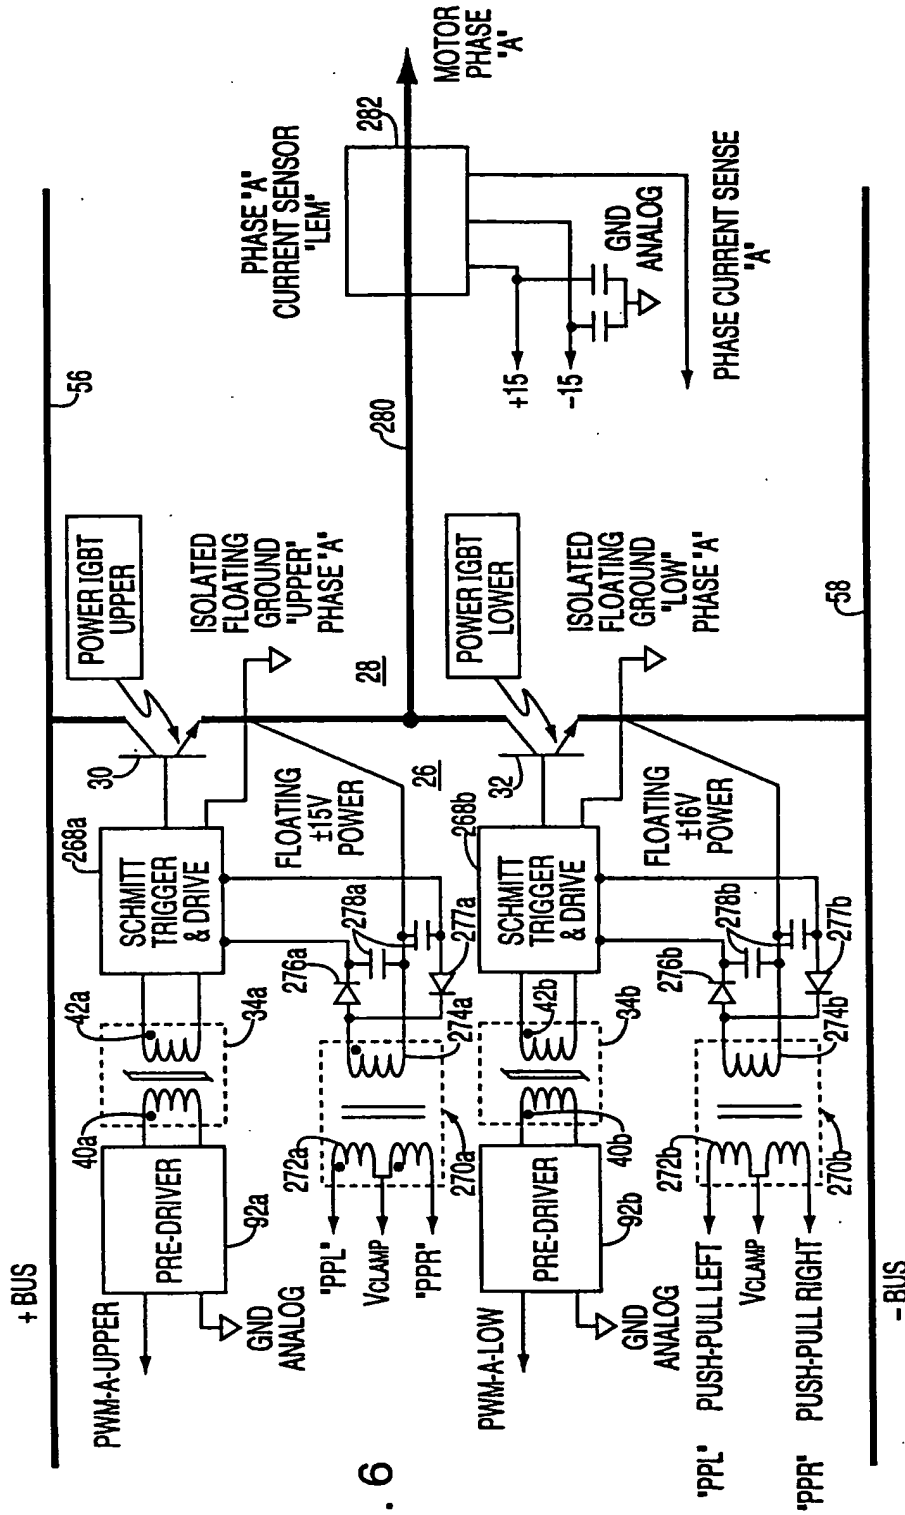 + BUS
56
PWM-A-UPPER
GND
ANALOG
PRE-DRIVER
92a
40a
42a
34a
268a
SCHMITT
TRIGGER
& DRIVE
30
POWER IGBT
UPPER
ISOLATED
FLOATING
GROUND
"UPPER"
PHASE "A"
"PPL"
VCLAMP
"PPR"
272a
270a
274a
276a
278a
277a
FLOATING
±15V
POWER
26
28
280
PHASE "A"
CURRENT SENSOR
"LEM"
282
MOTOR
PHASE
"A"
+15
-15
GND
ANALOG
PHASE CURRENT SENSE
"A"
PWM-A-LOW
GND
ANALOG
PRE-DRIVER
92b
40b
42b
34b
268b
SCHMITT
TRIGGER
& DRIVE
32
POWER IGBT
LOWER
ISOLATED
FLOATING
GROUND
"LOW"
PHASE "A"
"PPL" PUSH-PULL LEFT
VCLAMP
"PPR" PUSH-PULL RIGHT
272b
270b
274b
276b
278b
277b
FLOATING
±16V
POWER
58
- BUS
. 6